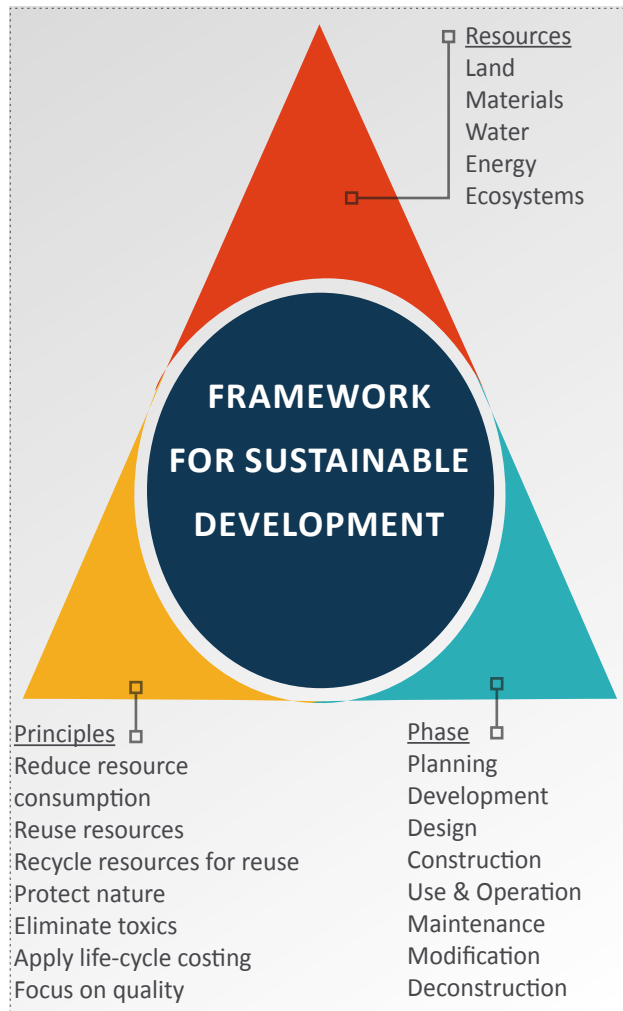 Resources
Land
Materials
Water
Energy
Ecosystems
FRAMEWORK
FOR SUSTAINABLE
DEVELOPMENT
Principles
Reduce resource
consumption
Reuse resources
Recycle resources for reuse
Protect nature
Eliminate toxics
Apply life-cycle costing
Focus on quality
Phase
Planning
Development
Design
Construction
Use & Operation
Maintenance
Modification
Deconstruction